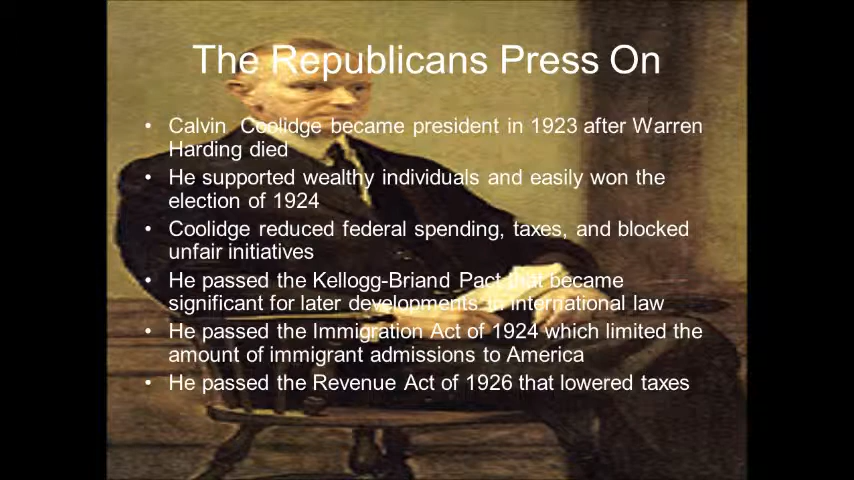 The Republicans Press On
• Calvin Coolidge became president in 1923 after Warren
Harding died
• He supported wealthy individuals and easily won the
election of 1924
• Coolidge reduced federal spending, taxes, and blocked
unfair initiatives
• He passed the Kellogg-Briand Pact that became
significant for later developments in international law
• He passed the Immigration Act of 1924 which limited the
amount of immigrant admissions to America
• He passed the Revenue Act of 1926 that lowered taxes